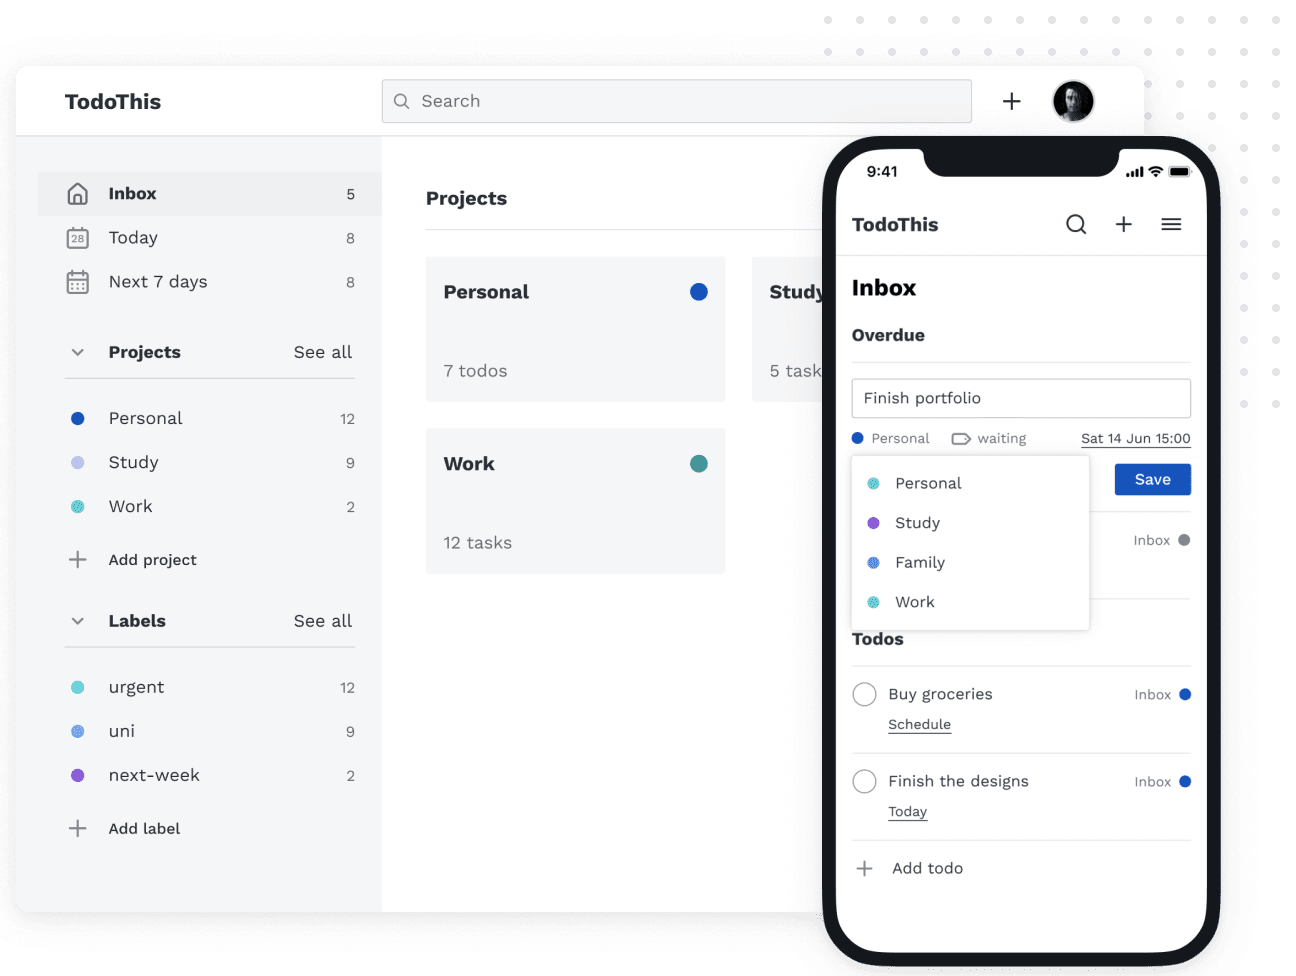 TodoThis
Search
Inbox 5
28 Today 8
Next 7 days 8
Projects See all
Personal 12
Study 9
Work 2
Add project
Labels See all
urgent 12
uni 9
next-week 2
Add label
Projects
Personal
7 todos
Study
5 task
Work
12 tasks
9:41
TodoThis
Inbox
Overdue
Finish portfolio
Personal waiting Sat 14 Jun 15:00
Save
Personal
Study
Family
Work
Inbox
Todos
Buy groceries Inbox
Schedule
Finish the designs Inbox
Today
Add todo